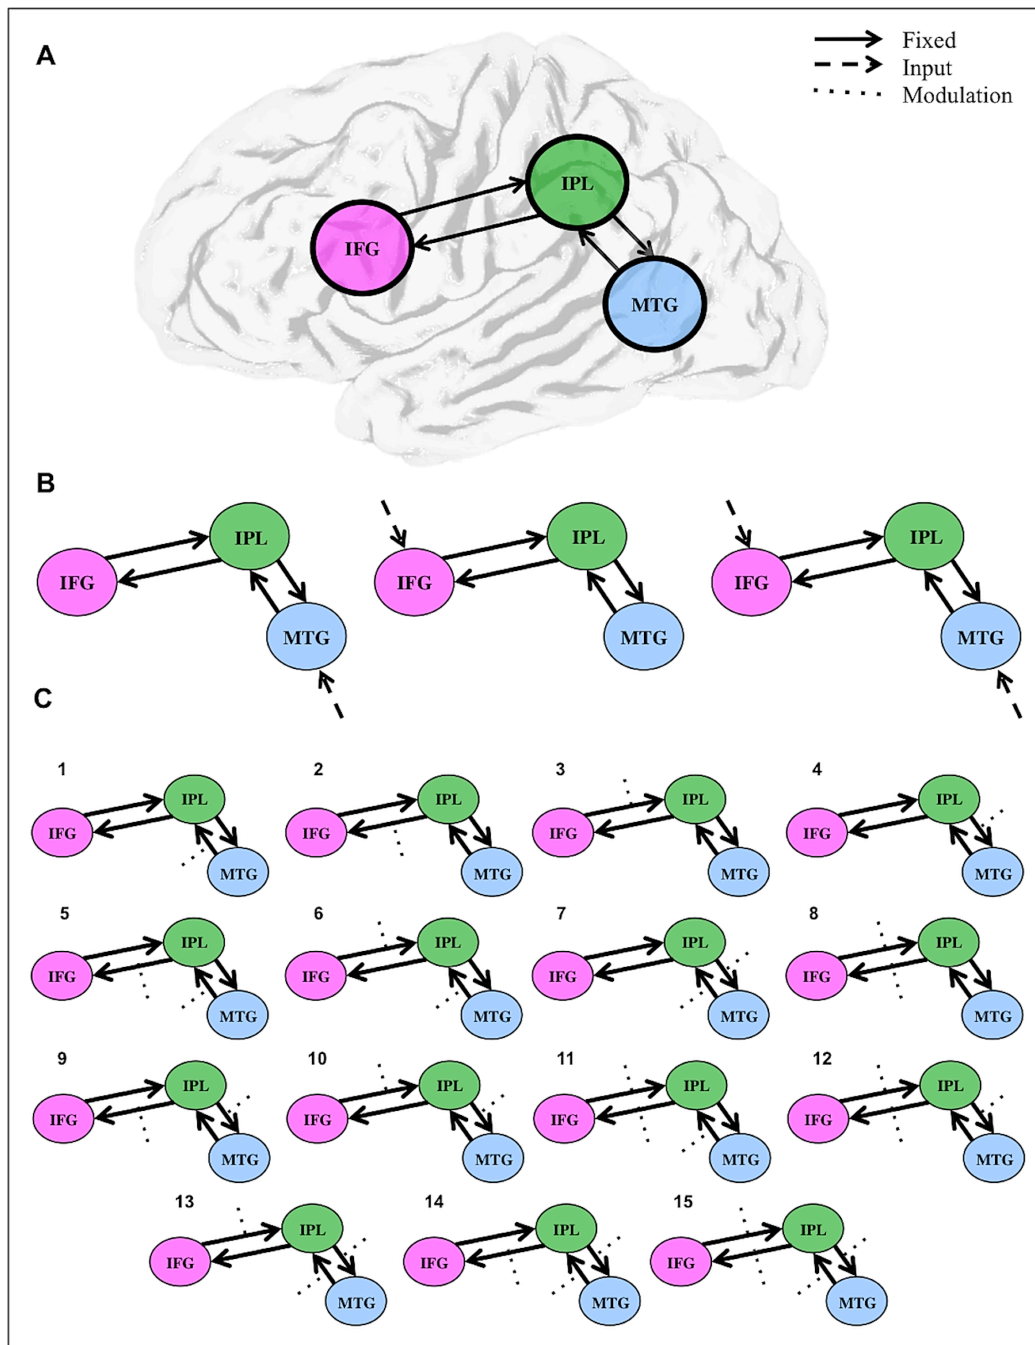 A
Fixed
Input
Modulation
IPL
IFG
MTG
B
IPL IPL IPL
IFG IFG IFG
MTG MTG MTG
C
1 2 3 4
IPL IPL IPL IPL
IFG IFG IFG IFG
MTG MTG MTG MTG
5 6 7 8
IPL IPL IPL IPL
IFG IFG IFG IFG
MTG MTG MTG MTG
9 10 11 12
IPL IPL IPL IPL
IFG IFG IFG IFG
MTG MTG MTG MTG
13 14 15
IPL IPL IPL
IFG IFG IFG
MTG MTG MTG